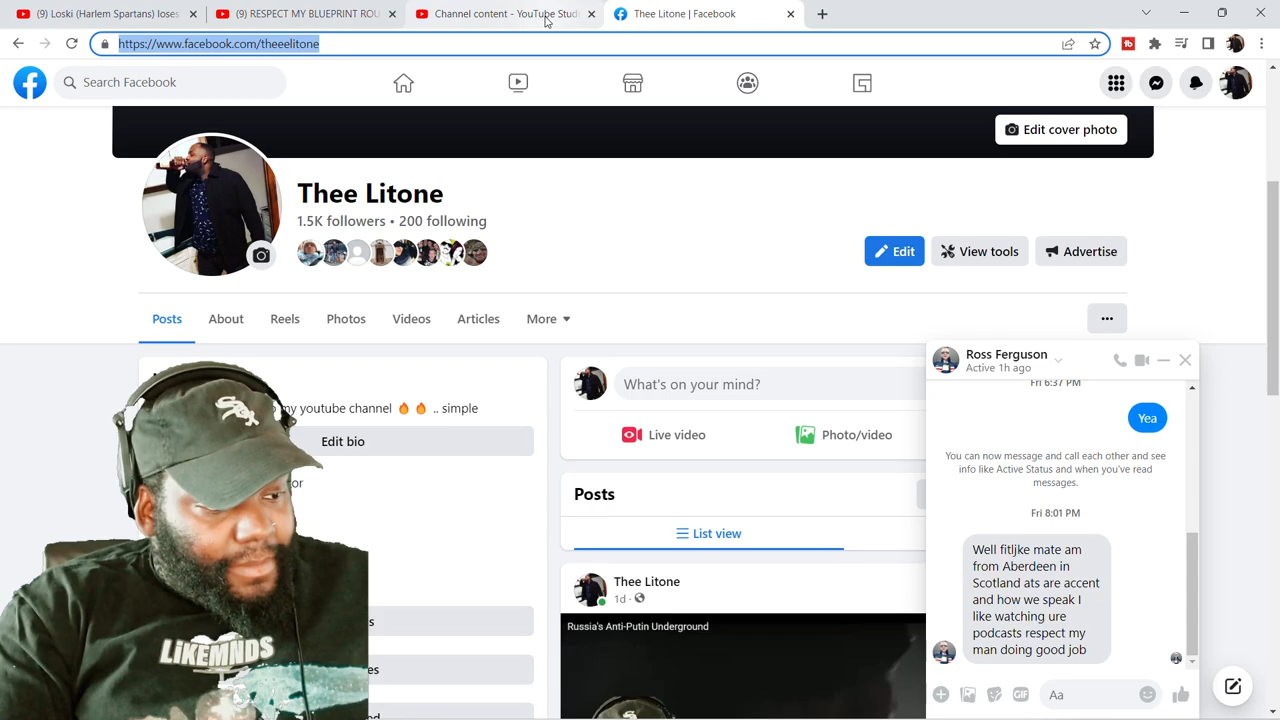 (9) Loski (Harlem Spartans) loses
(9) RESPECT MY BLUEPRINT ROU
Channel content - YouTube Stud
Thee Litone | Facebook
https://www.facebook.com/theeelitone
Search Facebook
Edit cover photo
Thee Litone
1.5K followers • 200 following
Edit
View tools
Advertise
Posts
About
Reels
Photos
Videos
Articles
More
my youtube channel 🔥 🔥 .. simple
Edit bio
or
What's on your mind?
Live video
Photo/video
Posts
List view
Thee Litone
1d
Russia's Anti-Putin Underground
Ross Ferguson
Active 1h ago
Fri 6:37 PM
Yea
You can now message and call each other and see
info like Active Status and when you've read
messages.
Fri 8:01 PM
Well fitljke mate am
from Aberdeen in
Scotland ats are accent
and how we speak I
like watching ure
podcasts respect my
man doing good job
GIF
Aa
LiKEMNDS